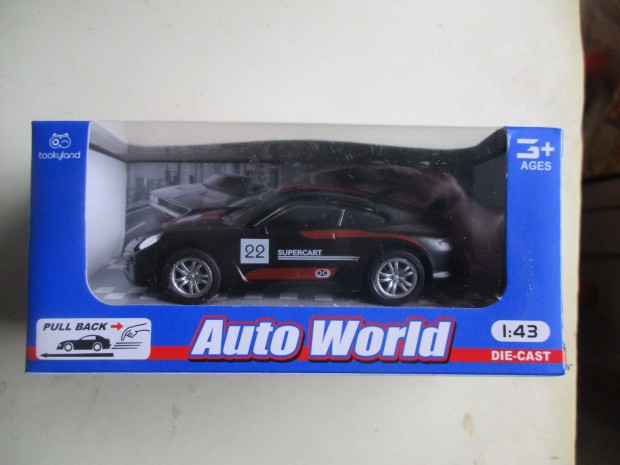 tookyland
3+
AGES
22
SUPERCART
PULL BACK
Auto World
1:43
DIE-CAST